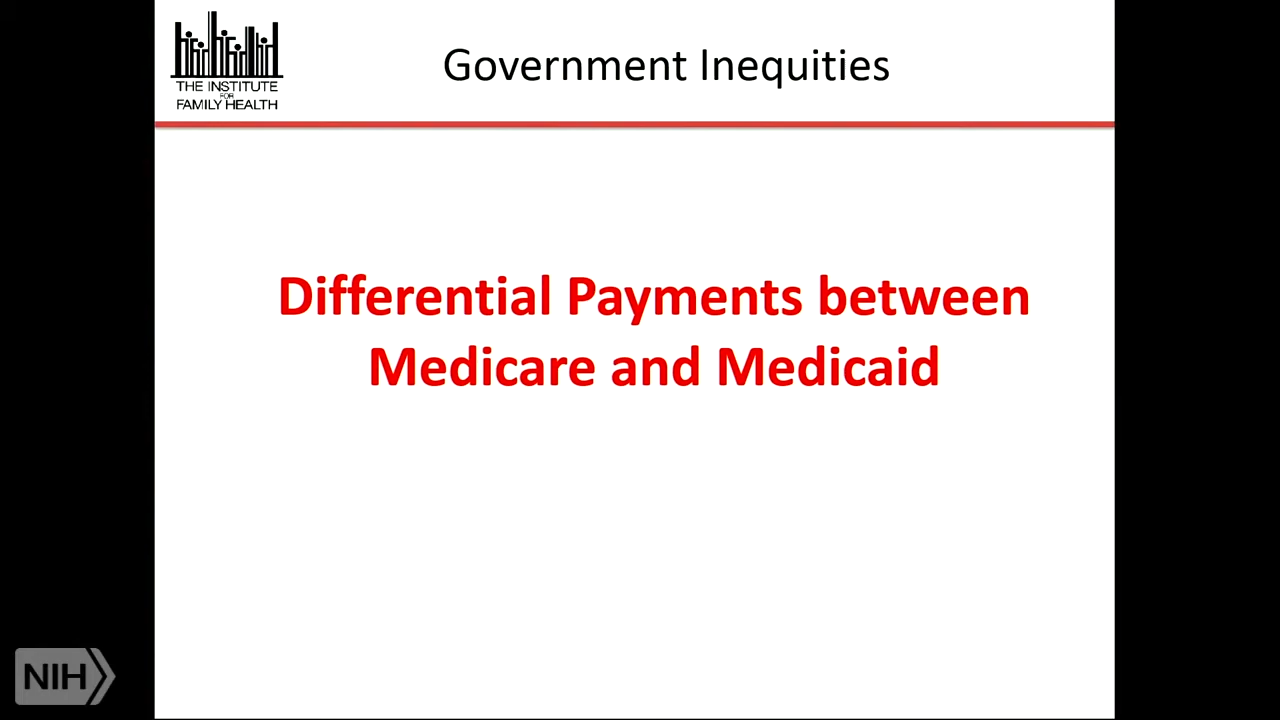 THE INSTITUTE
FOR
FAMILY HEALTH
Government Inequities
Differential Payments between
Medicare and Medicaid
NIH